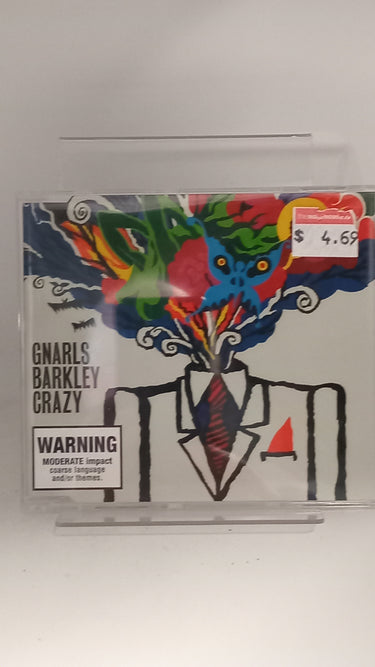 $ 4.69
GNARLS
BARKLEY
CRAZY
WARNING
MODERATE impact
coarse language
and/or themes.